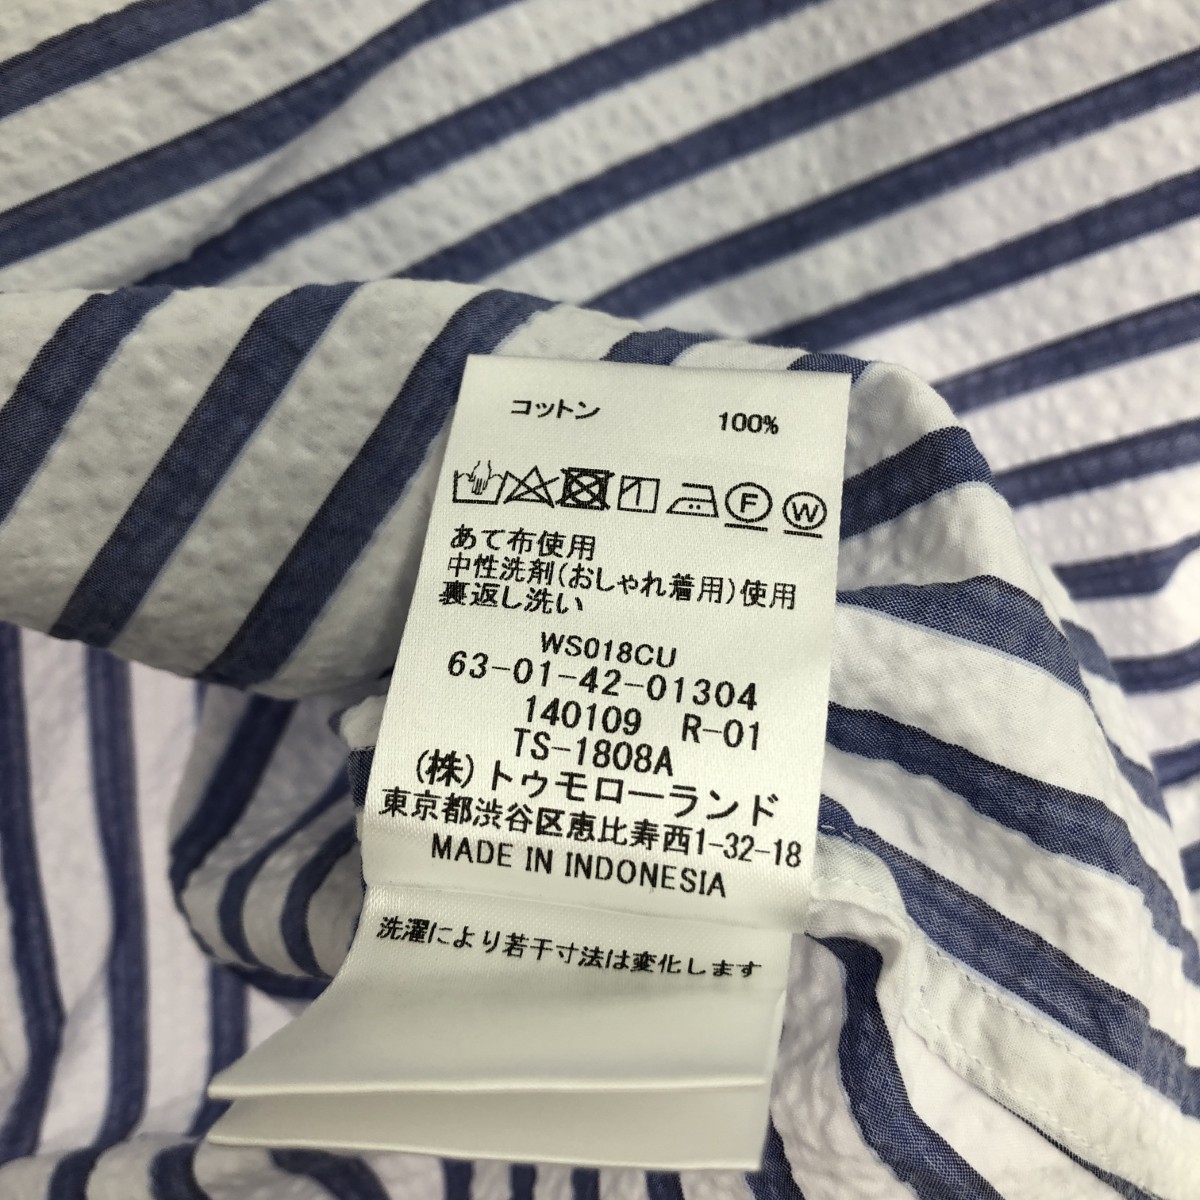 コットン 100%
F W
あて布使用
中性洗剤(おしゃれ着用)使用
裏返し洗い
WS018CU
63-01-42-01304
140109 R-01
TS-1808A
(株)トゥモローランド
東京都渋谷区恵比寿西1-32-18
MADE IN INDONESIA
洗濯により若干寸法は変化します